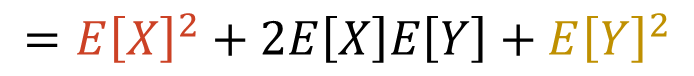 = E[X]² + 2E[X]E[Y] + E[Y]²